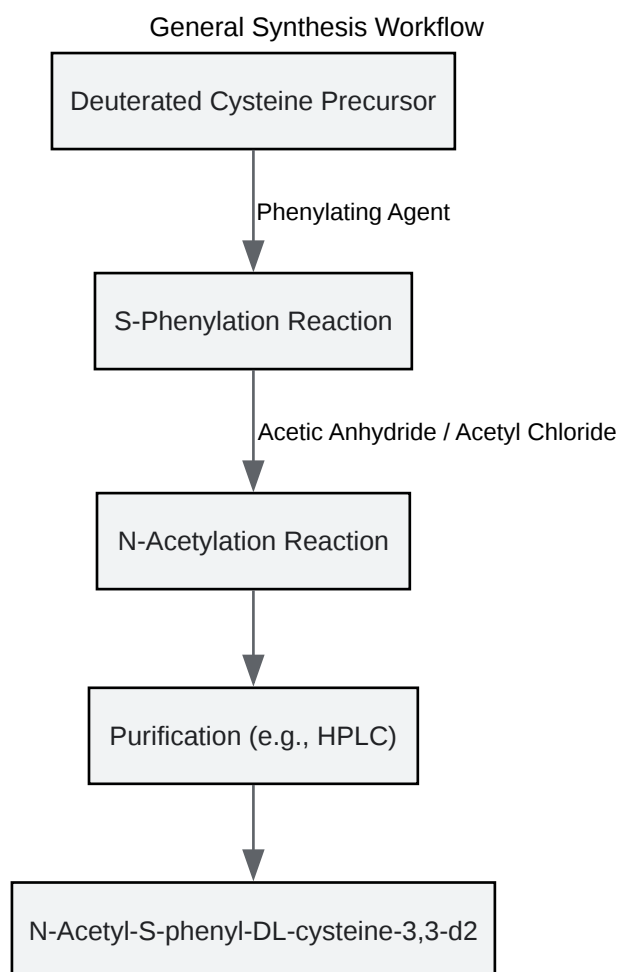 General Synthesis Workflow
Deuterated Cysteine Precursor
Phenylating Agent
S-Phenylation Reaction
Acetic Anhydride / Acetyl Chloride
N-Acetylation Reaction
Purification (e.g., HPLC)
N-Acetyl-S-phenyl-DL-cysteine-3,3-d2